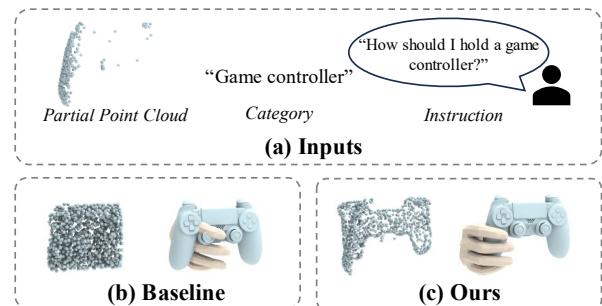 “How should I hold a game
controller?”
“Game controller”
Partial Point Cloud
Category
Instruction
(a) Inputs
(b) Baseline
(c) Ours